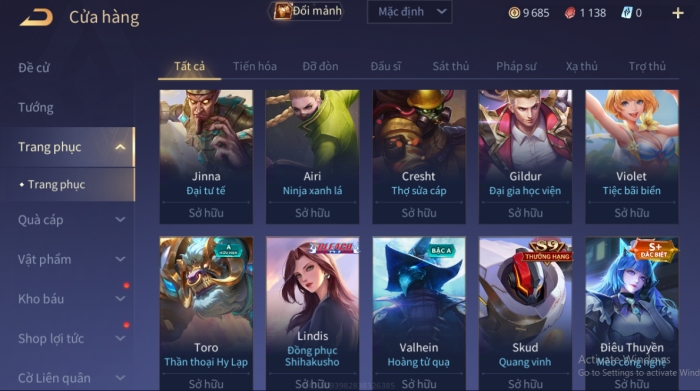 Cửa hàng
Đổi mảnh
Mặc định
9 685
1 138
0
+
Đề cử
Tướng
Trang phục
Trang phục
Quà cáp
Vật phẩm
Kho báu
Shop lợi tức
Cờ Liên quân
Tất cả Tiến hóa Đỡ đòn Đấu sĩ Sát thủ Pháp sư Xạ thủ Trợ thủ
Jinna
Đại tư tế
Sở hữu
Airi
Ninja xanh lá
Sở hữu
Cresht
Thợ sửa cáp
Sở hữu
Gildur
Đại gia học viện
Sở hữu
Violet
Tiệc bãi biển
Sở hữu
A
Toro
Thần thoại Hy Lạp
Sở hữu
BLEACH
Lindis
Đồng phục
Shihakusho
Sở hữu
BẬC A
Valhein
Hoàng tử quạ
Sở hữu
S9
THƯỞNG HẠNG
Skud
Quang vinh
Sở hữu
S+
ĐẶC BIỆT
Điêu Thuyền
Mèo công nghệ
Sở hữu
Activate Windows
Go to Settings to activate Wind